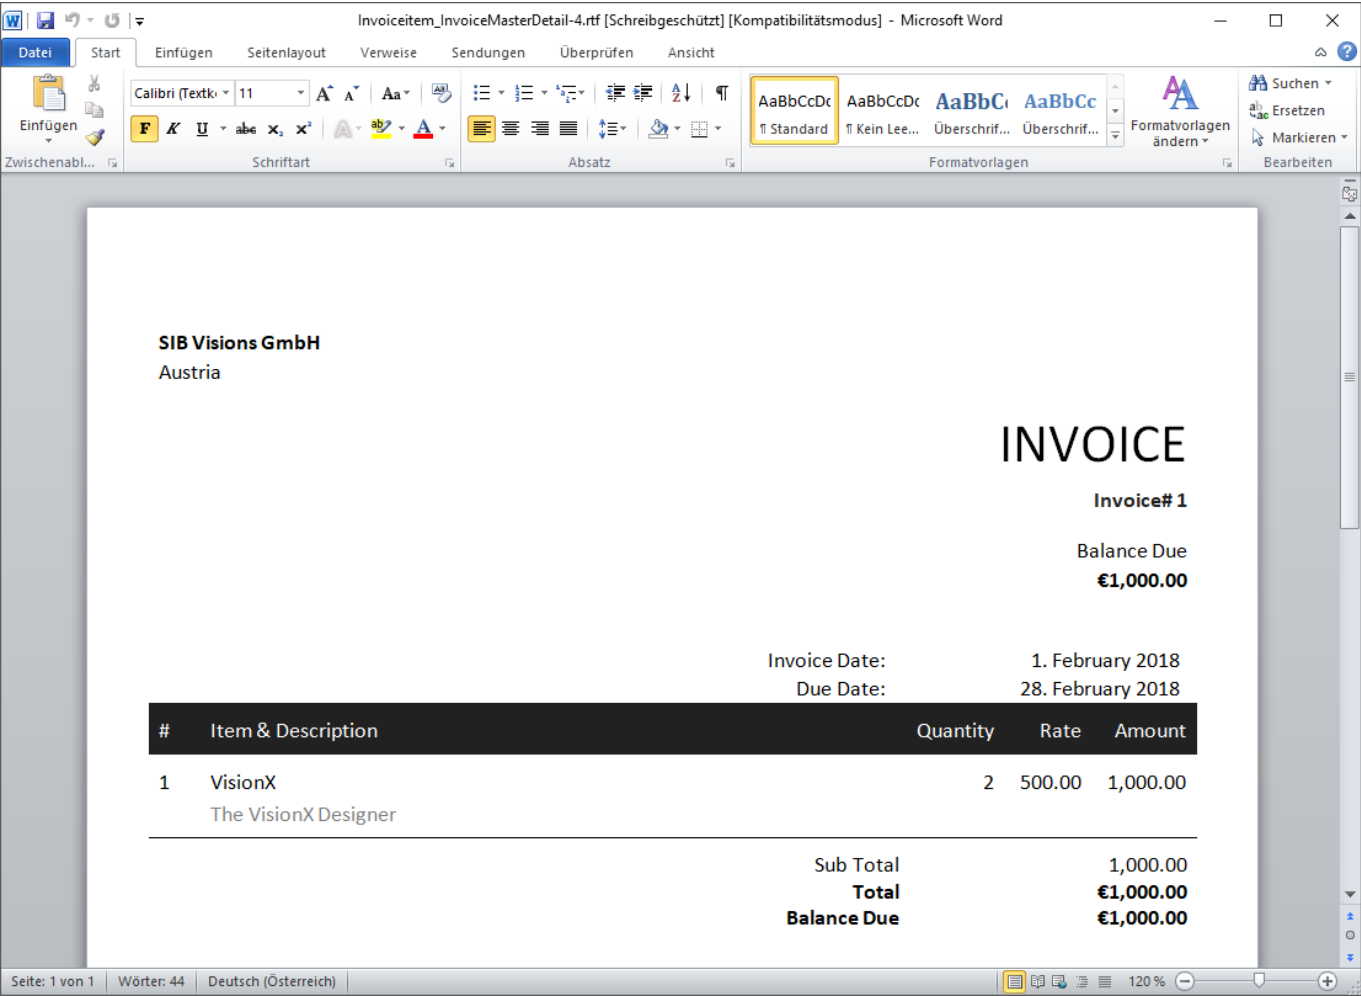 Invoiceitem_InvoiceMasterDetail-4.rtf [Schreibgeschützt] [Kompatibilitätsmodus] - Microsoft Word
Datei Start Einfügen Seitenlayout Verweise Sendungen Überprüfen Ansicht
Calibri (Textk 11
Einfügen
Zwischenabl... Schriftart Absatz Formatvorlagen Bearbeiten
AaBbCcDc AaBbCcDc AaBbC AaBbCc
¶ Standard ¶ Kein Lee... Überschrif... Überschrif...
Formatvorlagen ändern
Suchen
Ersetzen
Markieren
SIB Visions GmbH
Austria
INVOICE
Invoice# 1
Balance Due
€1,000.00
Invoice Date: 1. February 2018
Due Date: 28. February 2018
# Item & Description Quantity Rate Amount
1 VisionX 2 500.00 1,000.00
The VisionX Designer
Sub Total 1,000.00
Total €1,000.00
Balance Due €1,000.00
Seite: 1 von 1 Wörter: 44 Deutsch (Österreich) 120 %